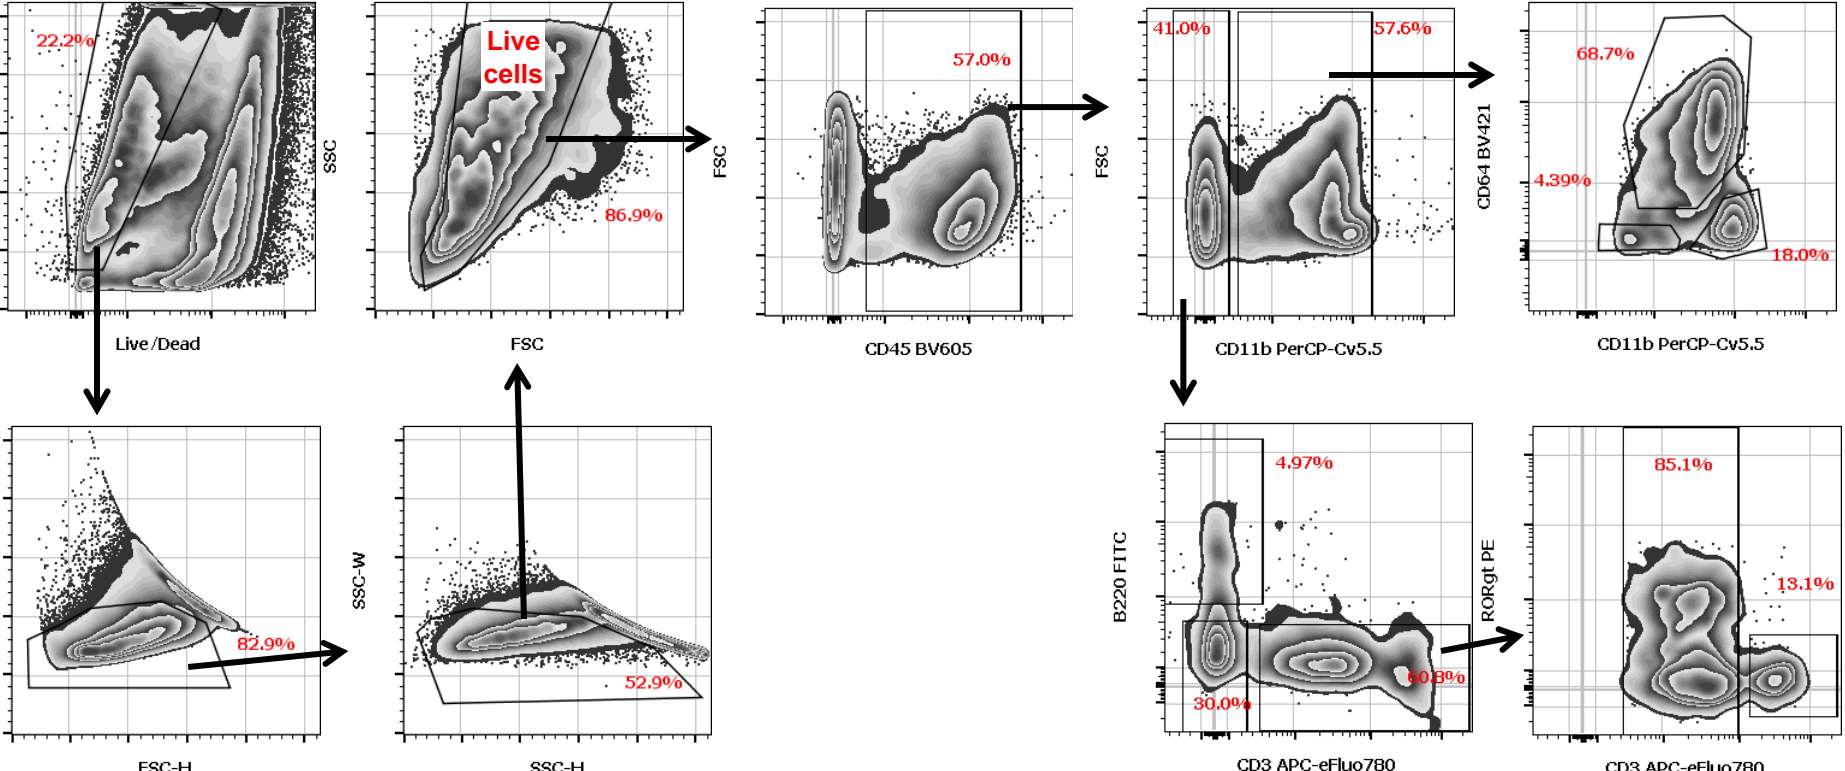 22.2%
SSC
Live/Dead
Live
cells
86.9%
FSC
FSC
57.0%
CD45 BV605
FSC
41.0%
57.6%
CD11b PerCP-Cy5.5
CD64 BV421
68.7%
4.39%
18.0%
CD11b PerCP-Cy5.5
82.9%
FSC-H
SSC-W
52.9%
SSC-H
B220 FITC
4.97%
30.0%
60.8%
CD3 APC-eFluo780
RORgt PE
85.1%
13.1%
CD3 APC-eFluo780